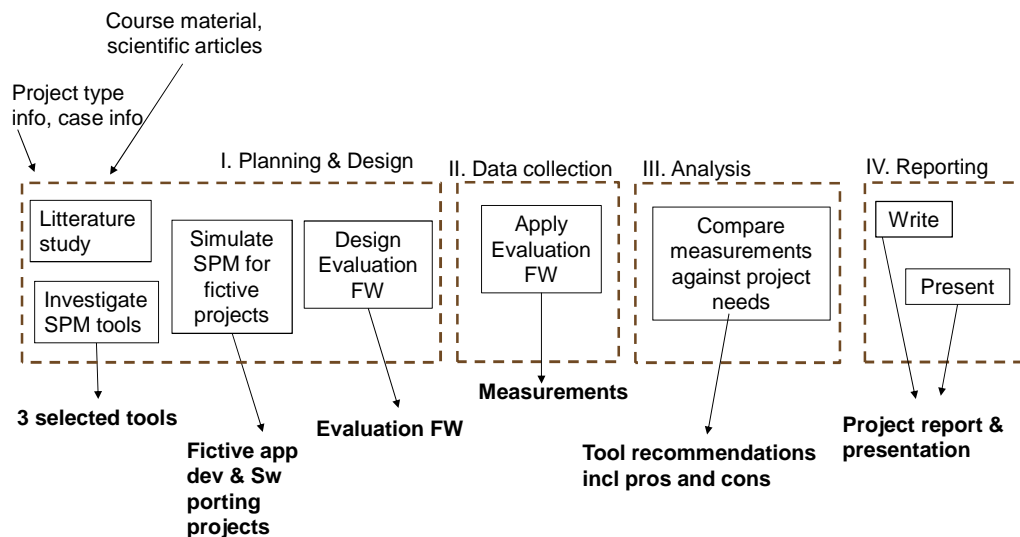 Course material,
scientific articles
Project type
info, case info
I. Planning & Design
II. Data collection
III. Analysis
IV. Reporting
Litterature
study
Investigate
SPM tools
Simulate
SPM for
fictive
projects
Design
Evaluation
FW
Apply
Evaluation
FW
Compare
measurements
against project
needs
Write
Present
3 selected tools
Fictive app
dev & Sw
porting
projects
Evaluation FW
Measurements
Tool recommendations
incl pros and cons
Project report &
presentation